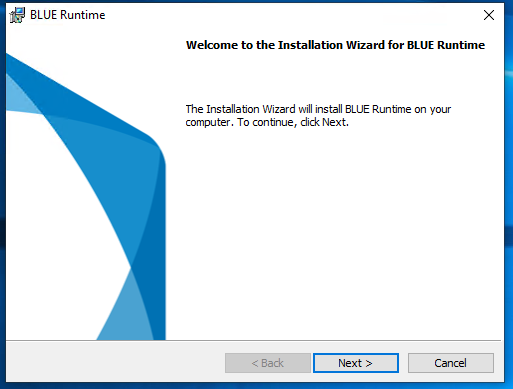 BLUE Runtime
Welcome to the Installation Wizard for BLUE Runtime
The Installation Wizard will install BLUE Runtime on your
computer. To continue, click Next.
< Back Next > Cancel